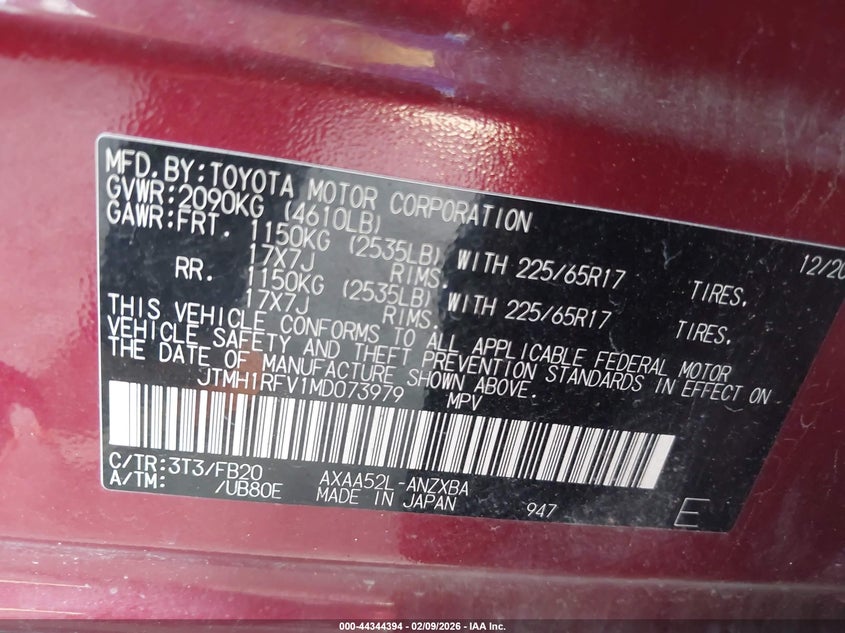 MFD.BY:TOYOTA MOTOR CORPORATION 12/20
GVWR:2090KG (4610LB)
GAWR:FRT. 1150KG (2535LB) WITH 225/65R17 TIRES,
17X7J RIMS,
RR. 1150KG (2535LB) WITH 225/65R17 TIRES,
17X7J RIMS,
THIS VEHICLE CONFORMS TO ALL APPLICABLE FEDERAL MOTOR
VEHICLE SAFETY AND THEFT PREVENTION STANDARDS IN EFFECT ON
THE DATE OF MANUFACTURE SHOWN ABOVE.
JTMH1RFV1MD073979 MPV
C/TR:3T3/FB20 AXAA52L-ANZXBA
A/TM: /UB80E MADE IN JAPAN 947 E
000-44344394 | 02/09/2026 - IAA Inc.